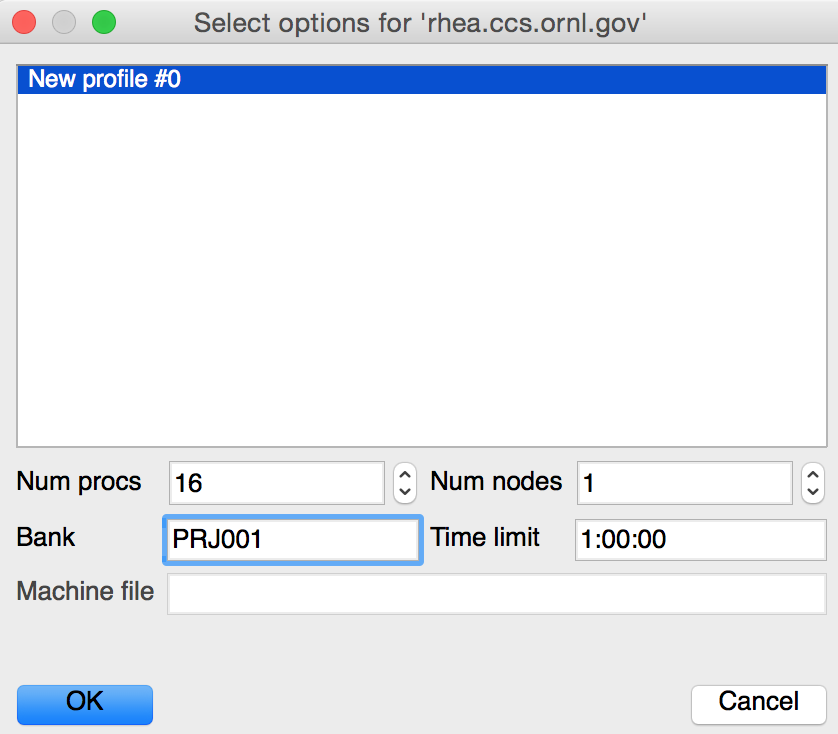 Select options for 'rhea.ccs.ornl.gov'
New profile #0
Num procs 16 Num nodes 1
Bank PRJ001 Time limit 1:00:00
Machine file
OK Cancel